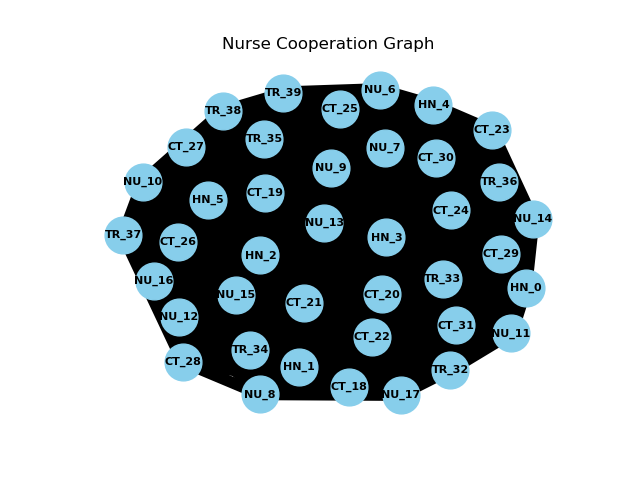 Nurse Cooperation Graph
TR_39
NU_6
TR_38
CT_25
HN_4
CT_23
TR_35
CT_27
NU_7
CT_30
NU_9
NU_10
TR_36
CT_19
HN_5
CT_24
NU_14
NU_13
TR_37
CT_26
HN_3
HN_2
CT_29
NU_16
TR_33
HN_0
NU_15
CT_20
CT_21
NU_12
CT_31
NU_11
CT_22
TR_34
CT_28
HN_1
TR_32
CT_18
NU_8
NU_17